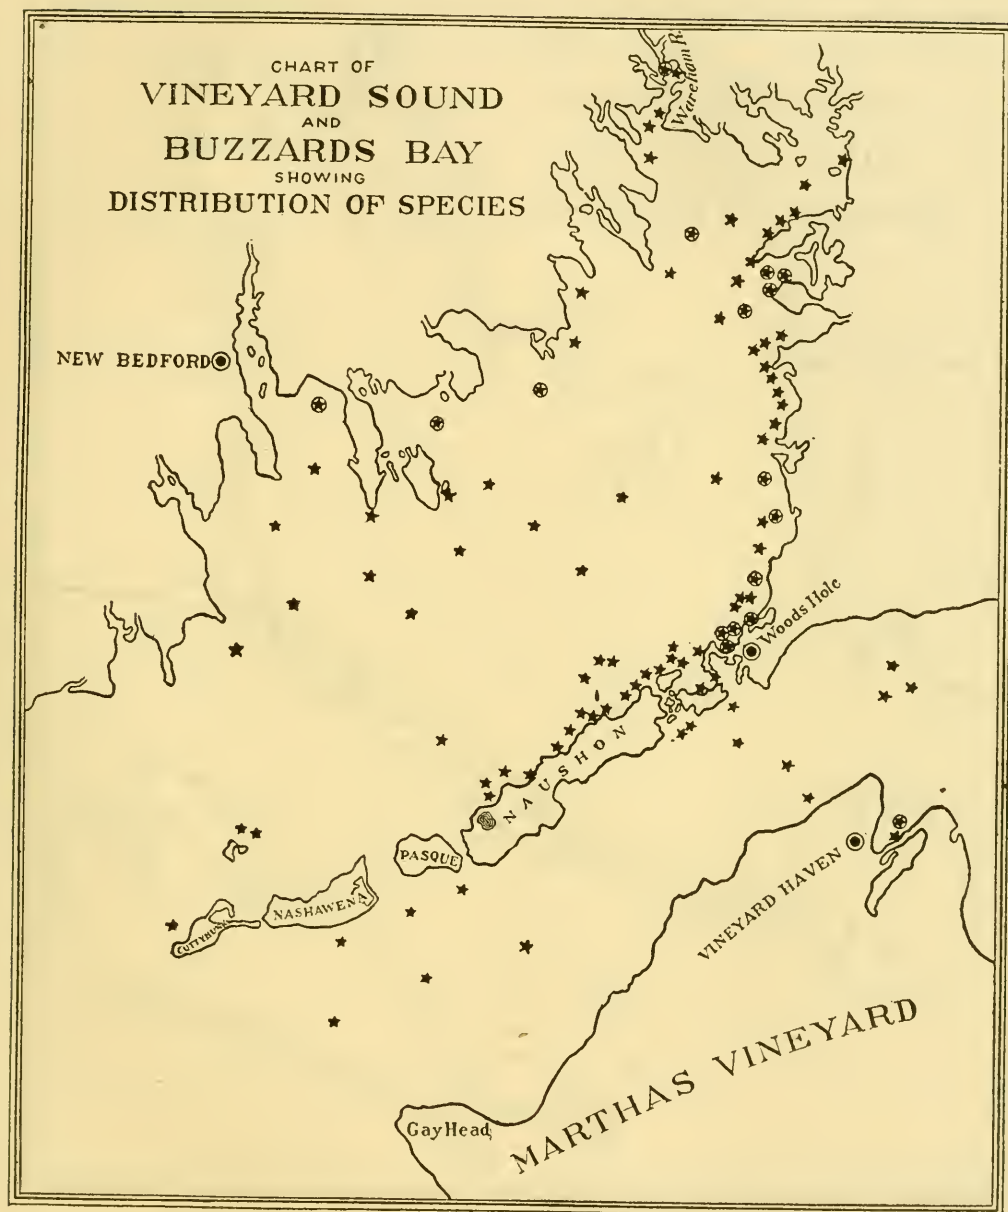 CHART OF
VINEYARD SOUND
AND
BUZZARDS BAY
SHOWING
DISTRIBUTION OF SPECIES
Wareham R.
NEW BEDFORD
Woods Hole
NAUSHON
PASQUE
NASHAWENA
CUTTYHUNK
VINEYARD HAVEN
MARTHAS VINEYARD
Gay Head